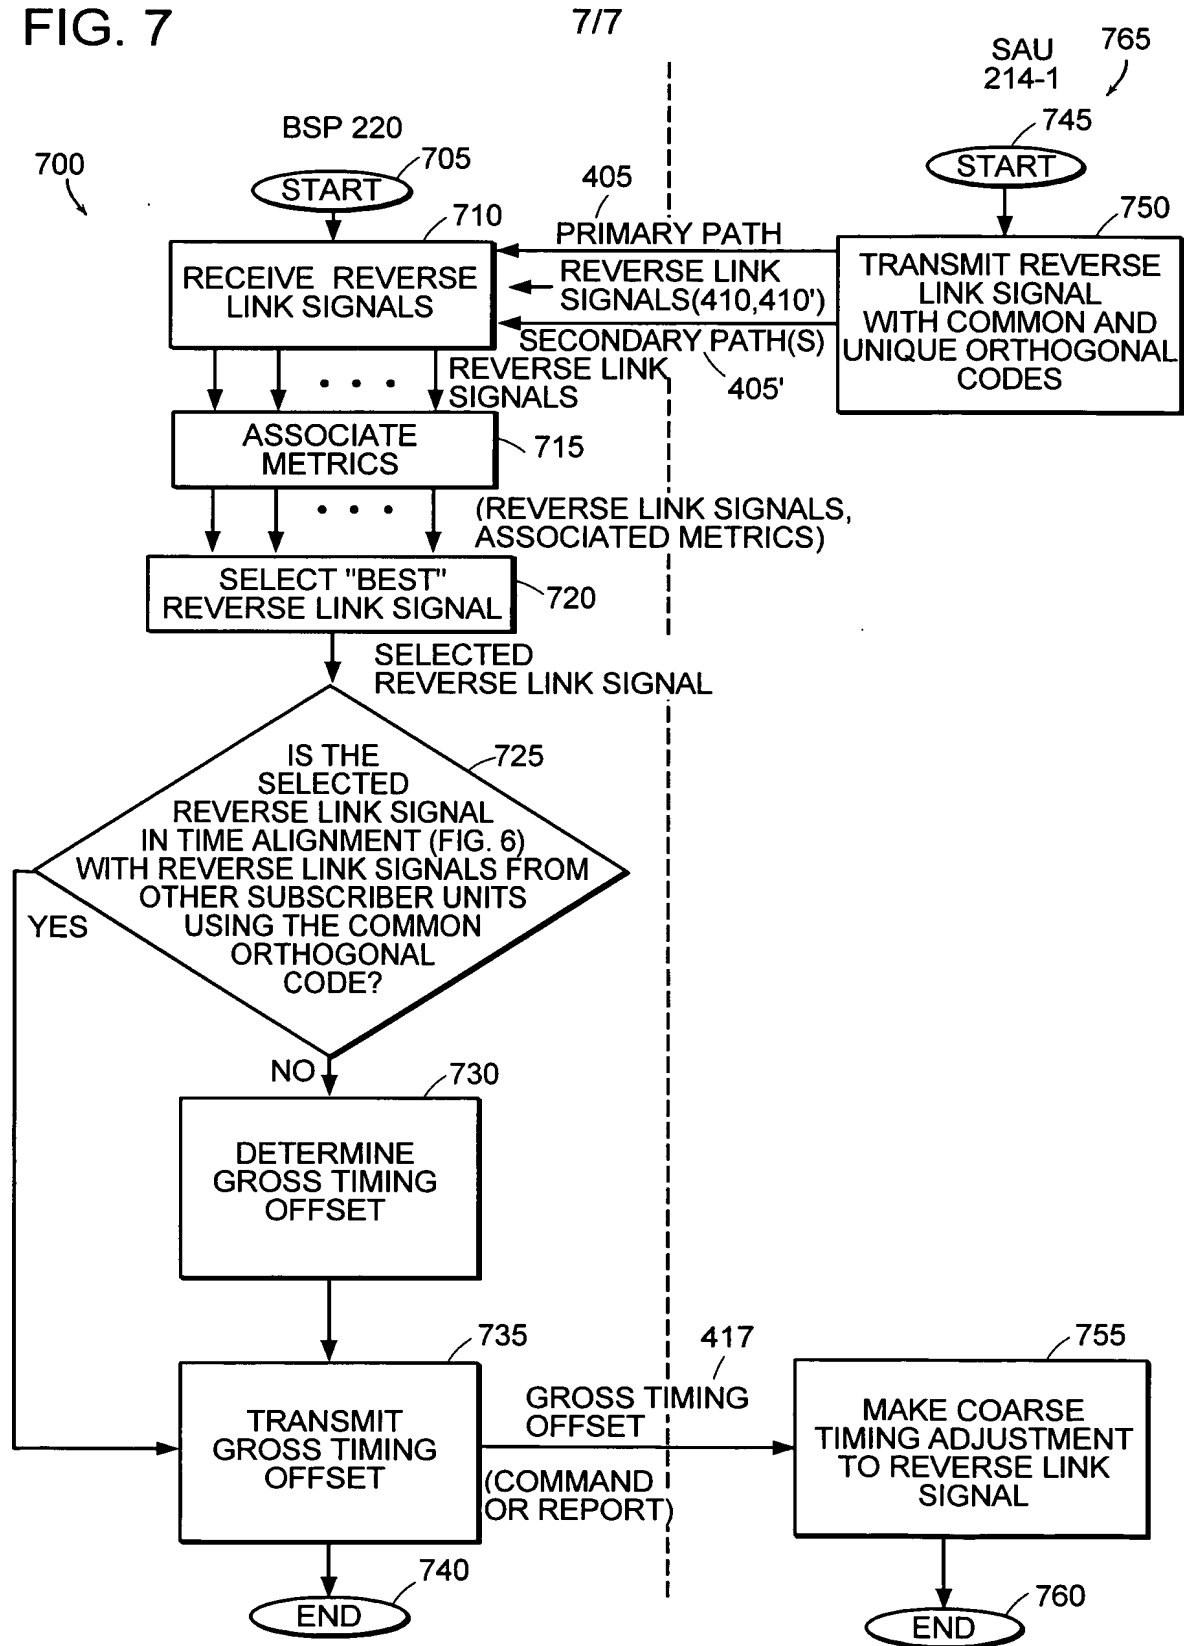 FIG. 7
7/7
SAU
214-1
765
BSP 220
745
START
700
705
START
405
710
PRIMARY PATH
750
RECEIVE REVERSE
LINK SIGNALS
REVERSE LINK
SIGNALS(410,410')
SECONDARY PATH(S)
405'
TRANSMIT REVERSE
LINK SIGNAL
WITH COMMON AND
UNIQUE ORTHOGONAL
CODES
REVERSE LINK
SIGNALS
ASSOCIATE
METRICS
715
(REVERSE LINK SIGNALS,
ASSOCIATED METRICS)
SELECT "BEST"
REVERSE LINK SIGNAL
720
SELECTED
REVERSE LINK SIGNAL
725
IS THE
SELECTED
REVERSE LINK SIGNAL
IN TIME ALIGNMENT (FIG. 6)
WITH REVERSE LINK SIGNALS FROM
OTHER SUBSCRIBER UNITS
USING THE COMMON
ORTHOGONAL
CODE?
YES
NO
730
DETERMINE
GROSS TIMING
OFFSET
735
417
755
TRANSMIT
GROSS TIMING
OFFSET
GROSS TIMING
OFFSET
(COMMAND
OR REPORT)
MAKE COARSE
TIMING ADJUSTMENT
TO REVERSE LINK
SIGNAL
740
END
760
END